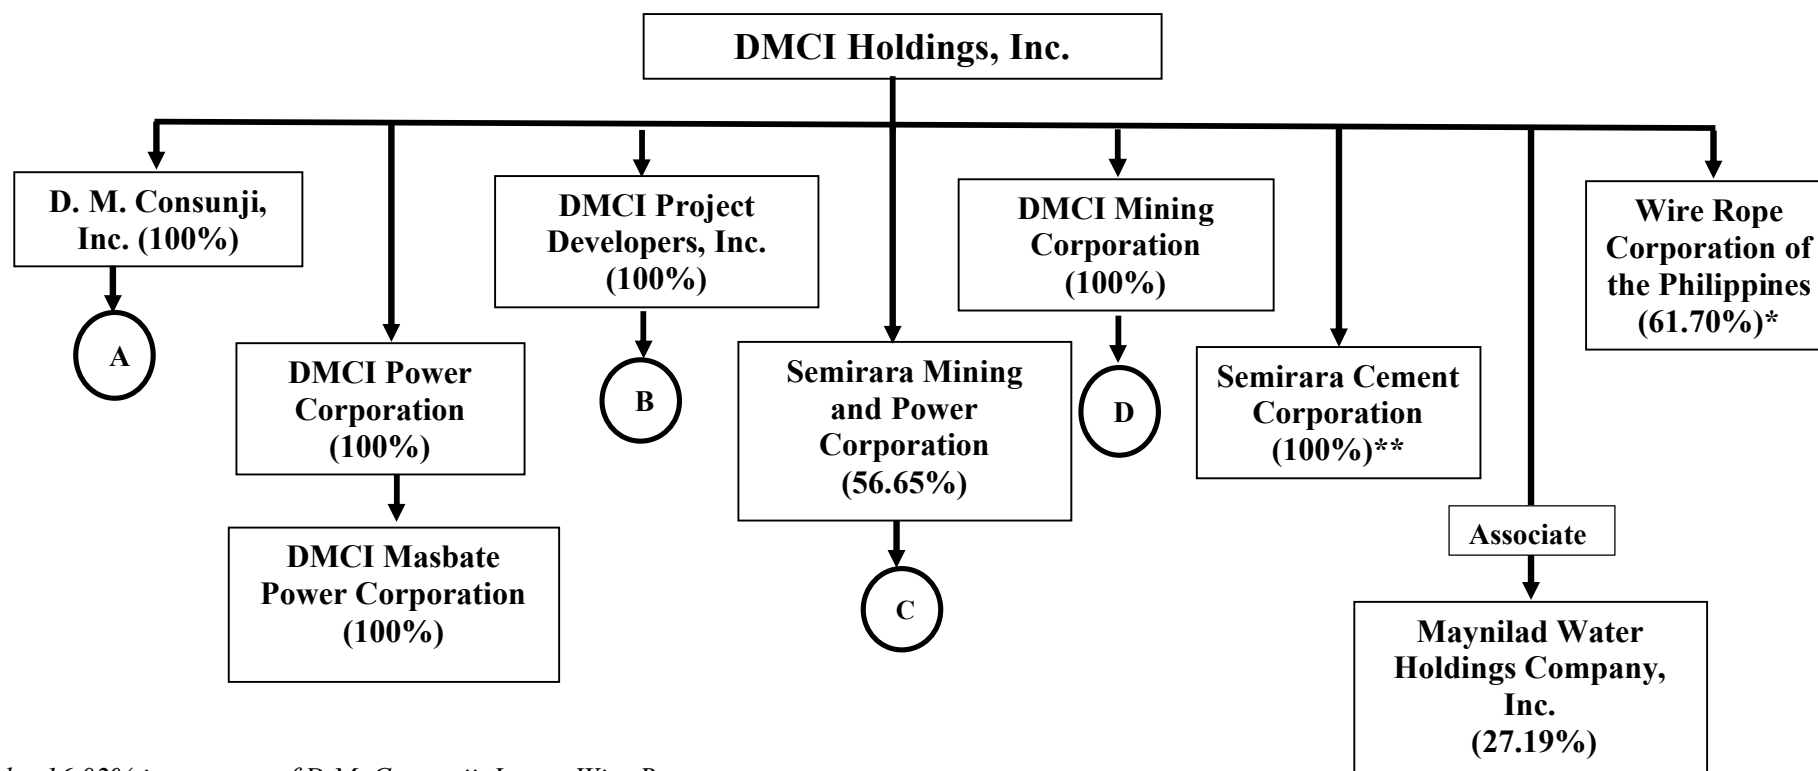 DMCI Holdings, Inc.
D. M. Consunji,
Inc. (100%)
A
DMCI Power
Corporation
(100%)
DMCI Masbate
Power Corporation
(100%)
DMCI Project
Developers, Inc.
(100%)
B
Semirara Mining
and Power
Corporation
(56.65%)
C
DMCI Mining
Corporation
(100%)
D
Semirara Cement
Corporation
(100%)**
Associate
Maynilad Water
Holdings Company,
Inc.
(27.19%)
Wire Rope
Corporation of
the Philippines
(61.70%)*